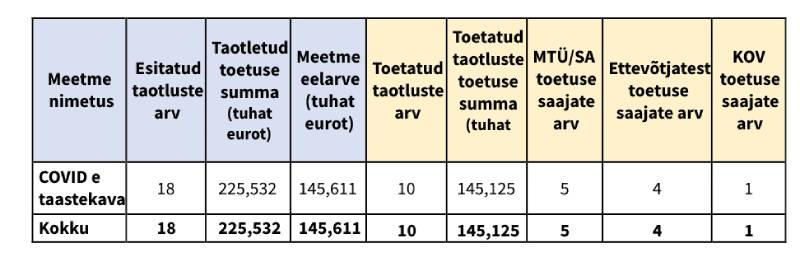 Meetme nimetus
Esitatud taotluste arv
Taotletud toetuse summa (tuhat eurot)
Meetme eelarve (tuhat eurot)
Toetatud taotluste arv
Toetatud taotluste toetuse summa (tuhat
MTÜ/SA toetuse saajate arv
Ettevõtjatest toetuse saajate arv
KOV toetuse saajate arv
COVID e taastekava 18 225,532 145,611 10 145,125 5 4 1
Kokku 18 225,532 145,611 10 145,125 5 4 1